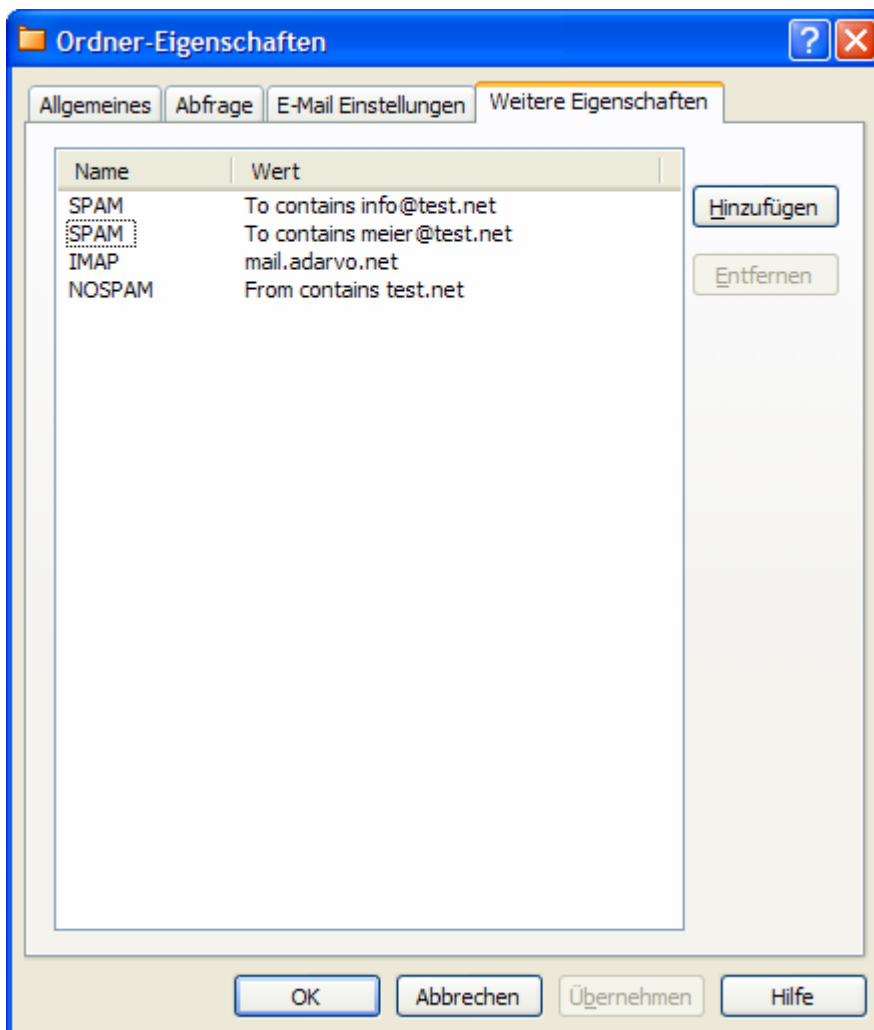 Ordner-Eigenschaften
Allgemeines Abfrage E-Mail Einstellungen Weitere Eigenschaften
Name Wert
SPAM To contains info@test.net
SPAM To contains meier@test.net
IMAP mail.adarvo.net
NOSPAM From contains test.net
Hinzufügen
Entfernen
OK Abbrechen Übernehmen Hilfe